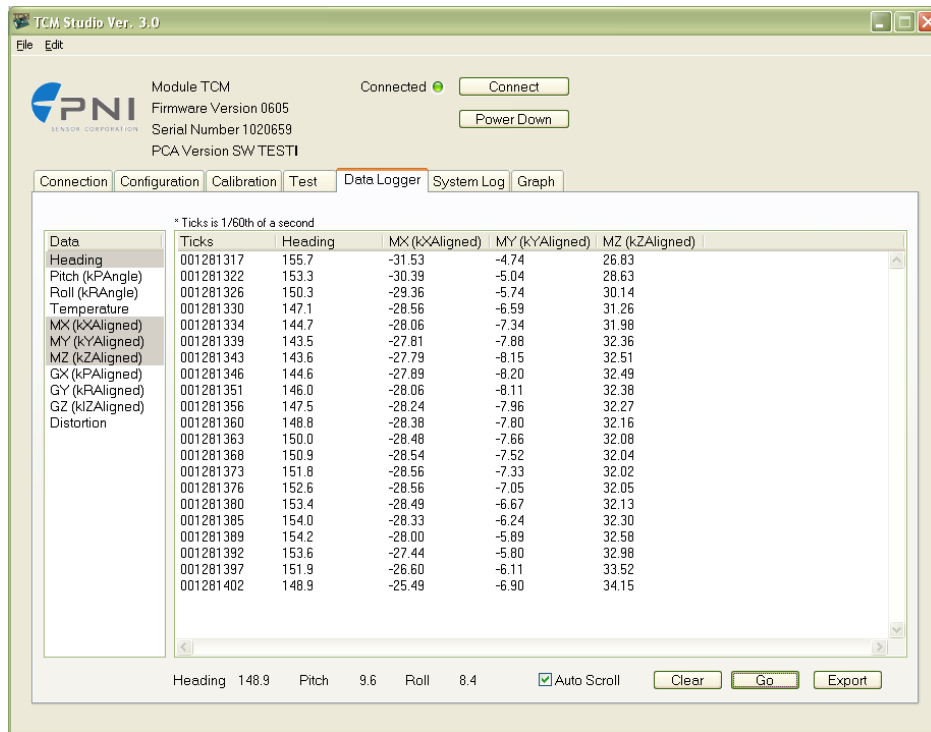 TCM Studio Ver. 3.0
File Edit
PNI
SENSOR CORPORATION
Module TCM
Firmware Version 0605
Serial Number 1020659
PCA Version SW TESTI
Connected Connect
Power Down
Connection Configuration Calibration Test Data Logger System Log Graph
* Ticks is 1/60th of a second
Data
Heading
Pitch (kPAngle)
Roll (kRAngle)
Temperature
MX (kXAligned)
MY (kYAligned)
MZ (kZAligned)
GX (kPAligned)
GY (kRAligned)
GZ (kIZAligned)
Distortion
Ticks Heading MX (kXAligned) MY (kYAligned) MZ (kZAligned)
001281317 155.7 -31.53 -4.74 26.83
001281322 153.3 -30.39 -5.04 28.63
001281326 150.3 -29.36 -5.74 30.14
001281330 147.1 -28.56 -6.59 31.26
001281334 144.7 -28.06 -7.34 31.98
001281339 143.5 -27.81 -7.88 32.36
001281343 143.6 -27.79 -8.15 32.51
001281346 144.6 -27.89 -8.20 32.49
001281351 146.0 -28.06 -8.11 32.38
001281356 147.5 -28.24 -7.96 32.27
001281360 148.8 -28.38 -7.80 32.16
001281363 150.0 -28.48 -7.66 32.08
001281368 150.9 -28.54 -7.52 32.04
001281373 151.8 -28.56 -7.33 32.02
001281376 152.6 -28.56 -7.05 32.05
001281380 153.4 -28.49 -6.67 32.13
001281385 154.0 -28.33 -6.24 32.30
001281389 154.2 -28.00 -5.89 32.58
001281392 153.6 -27.44 -5.80 32.98
001281397 151.9 -26.60 -6.11 33.52
001281402 148.9 -25.49 -6.90 34.15
Heading 148.9 Pitch 9.6 Roll 8.4 Auto Scroll Clear Go Export